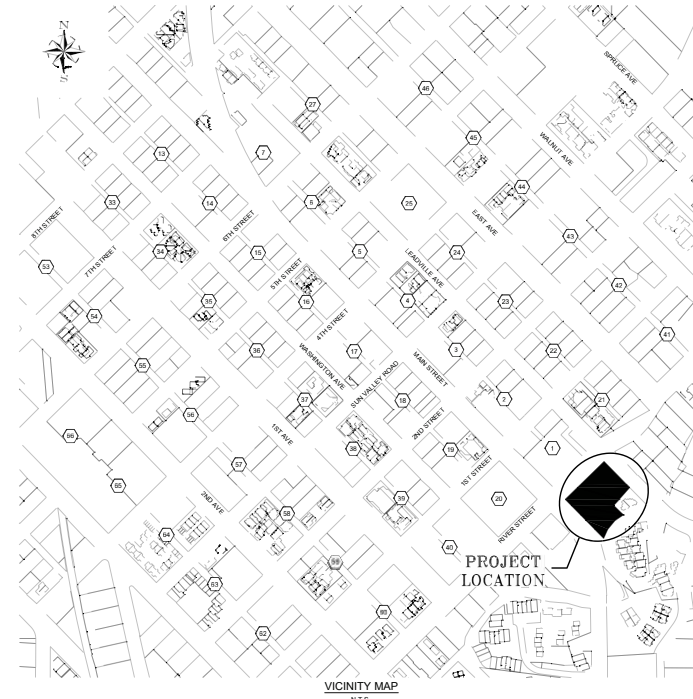 N
S
SPRUCE AVE
46
27
45
WALNUT AVE
13
7
44
33
14
6
25
EAST AVE
8TH STREET
6TH STREET
43
34
15
5
24
7TH STREET
LEADVILLE AVE
53
5TH STREET
42
35
16
4
23
54
4TH STREET
41
36
17
3
22
55
WASHINGTON AVE
MAIN STREET
SUN VALLEY ROAD
37
18
2
21
56
2ND STREET
66
1ST AVE
38
19
1
57
1ST STREET
65
39
20
2ND AVE
58
RIVER STREET
64
40
59
PROJECT
LOCATION
63
60
62
VICINITY MAP
N.T.S.